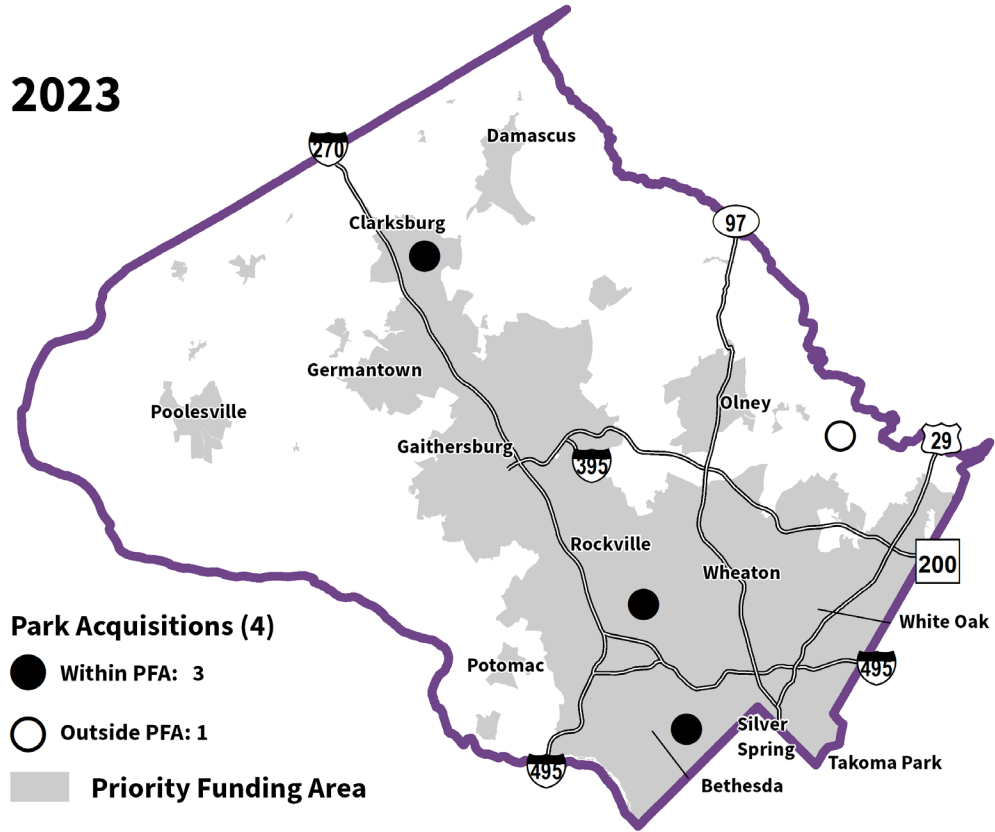 2023
270
Damascus
97
Clarksburg
Germantown
Poolesville
Olney
29
Gaithersburg
395
Rockville
200
Wheaton
White Oak
Park Acquisitions (4)
Within PFA: 3
Potomac
495
Outside PFA: 1
Silver
Spring
Takoma Park
495
Bethesda
Priority Funding Area